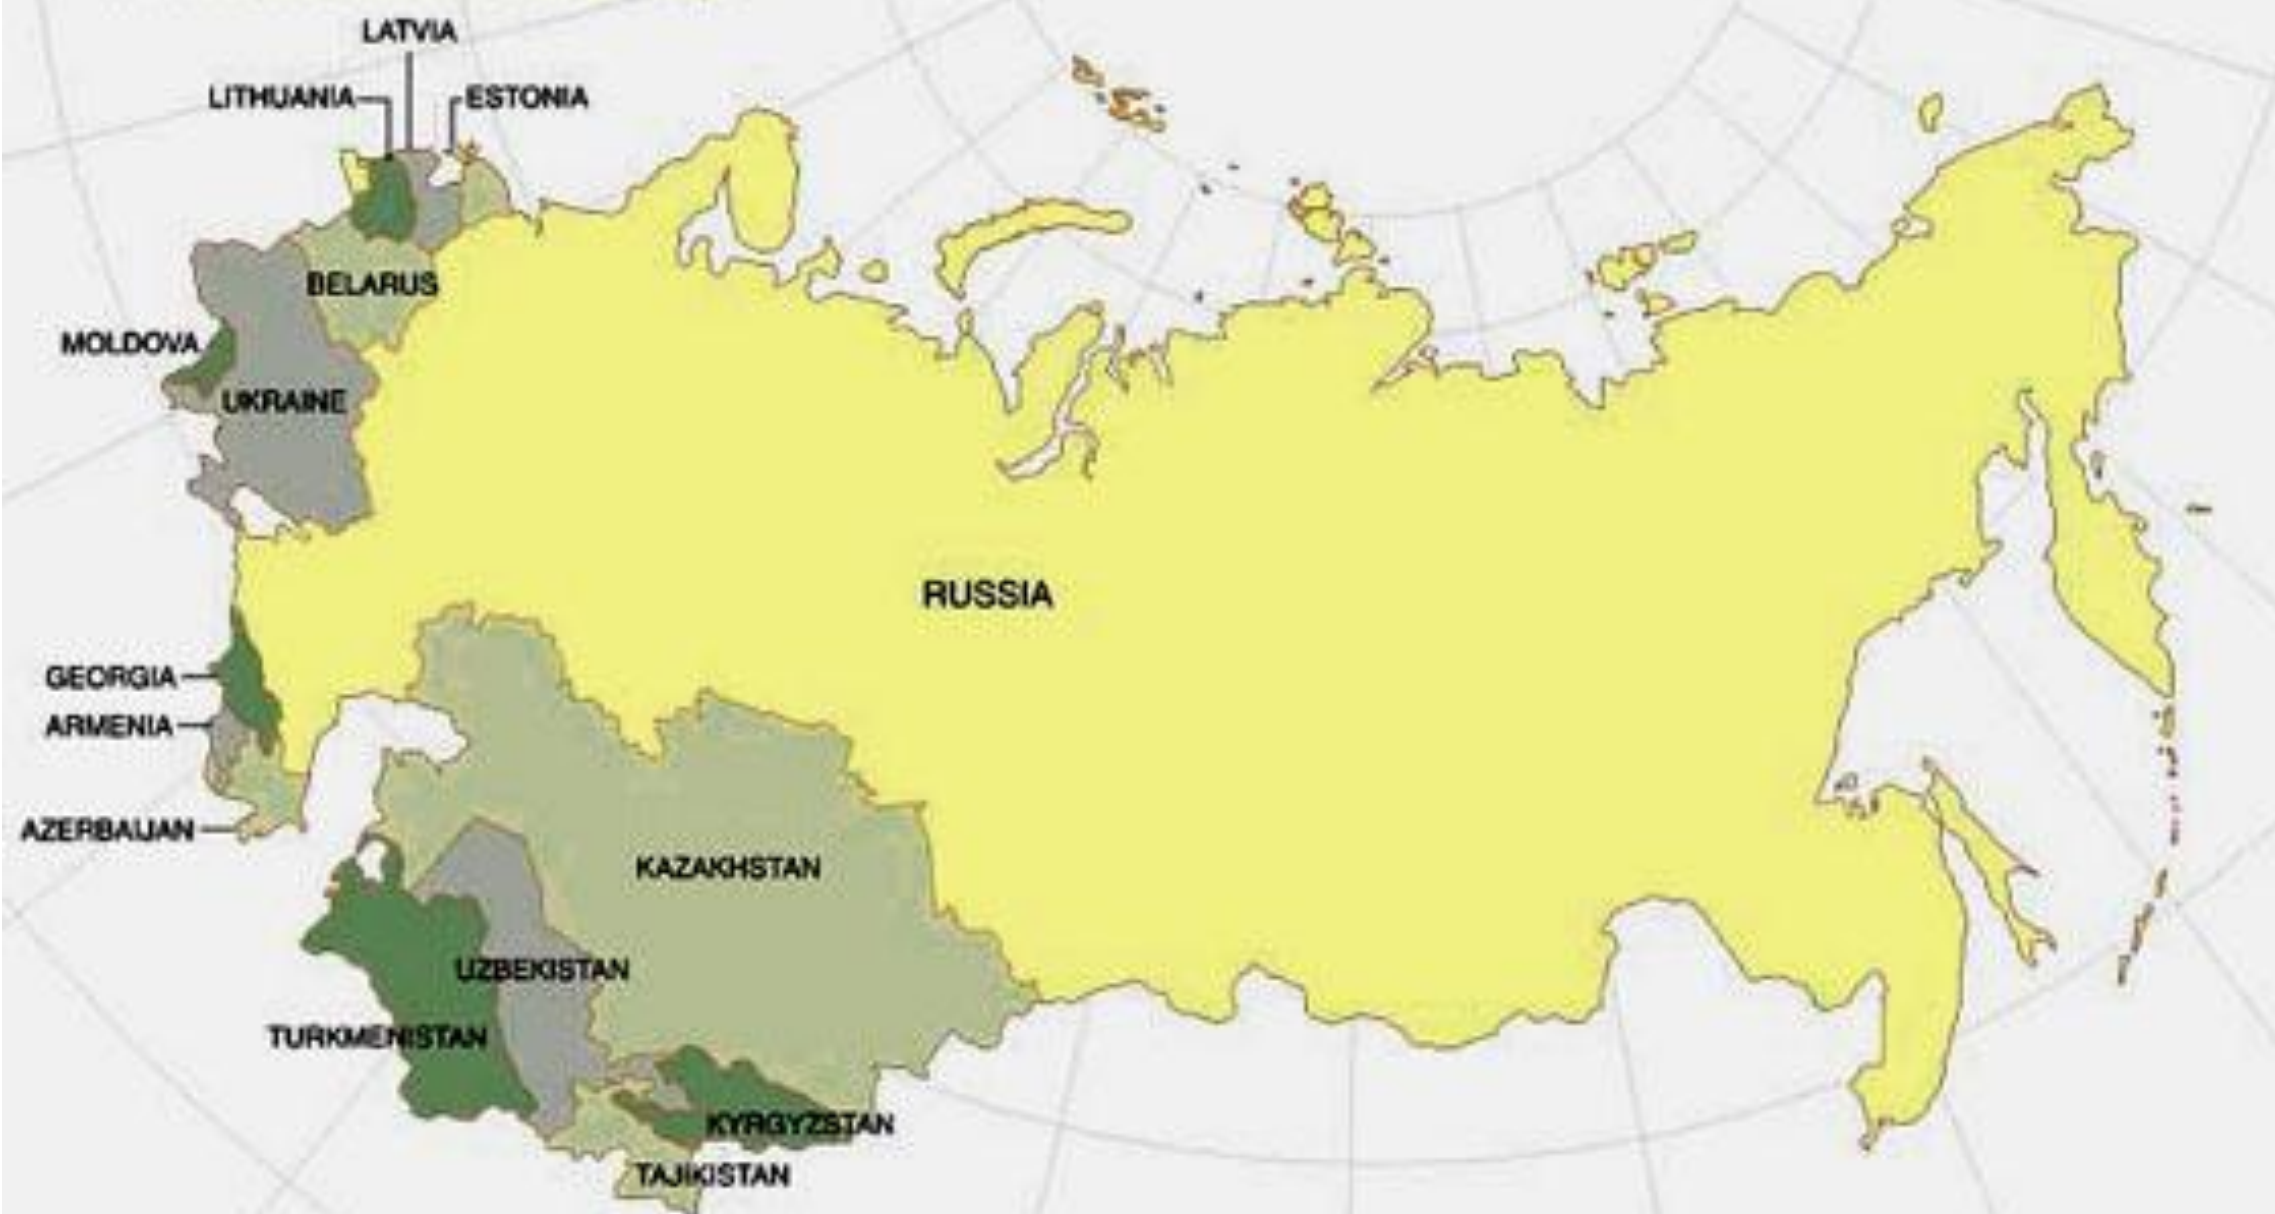 LATVIA
LITHUANIA
ESTONIA
BELARUS
MOLDOVA
UKRAINE
RUSSIA
GEORGIA
ARMENIA
AZERBAIJAN
KAZAKHSTAN
UZBEKISTAN
TURKMENISTAN
KYRGYZSTAN
TAJIKISTAN